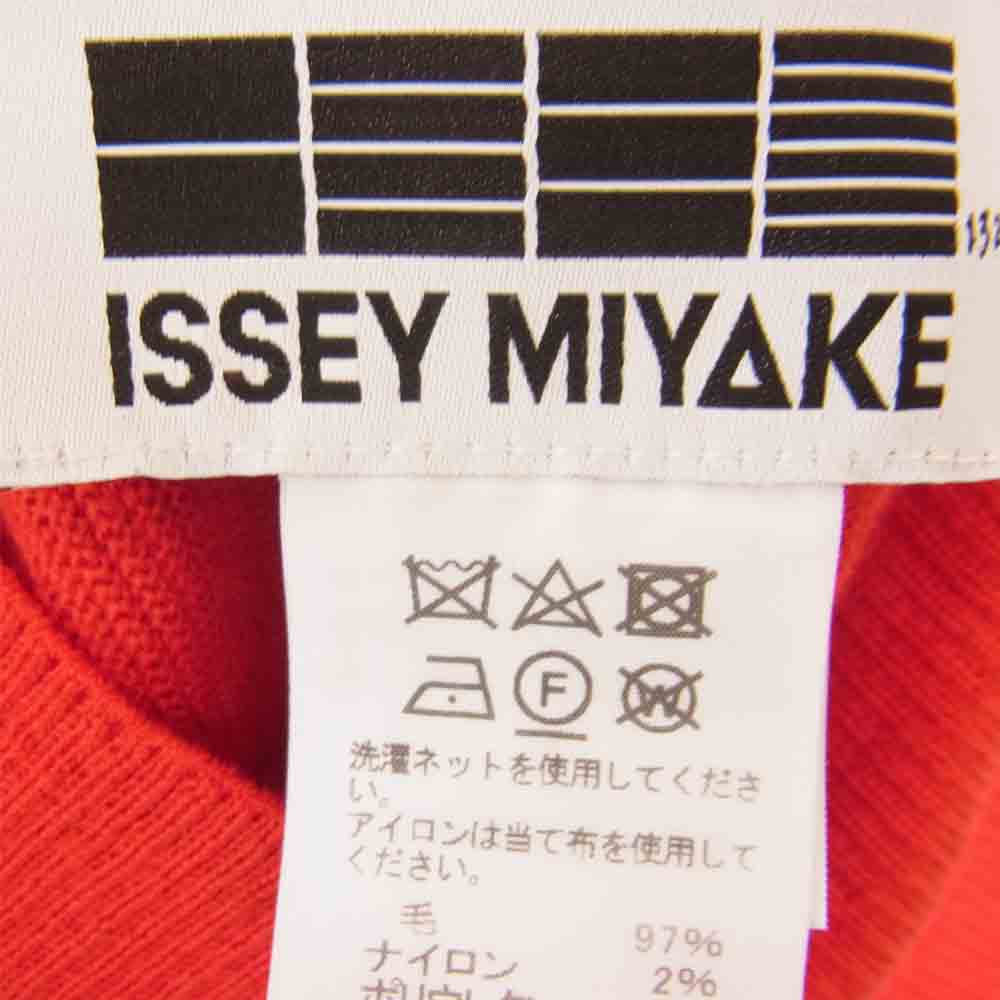 132
ISSEY MIYAKE
F
W
洗濯ネットを使用してくださ
い。
アイロンは当て布を使用して
ください。
毛 97%
ナイロン 2%